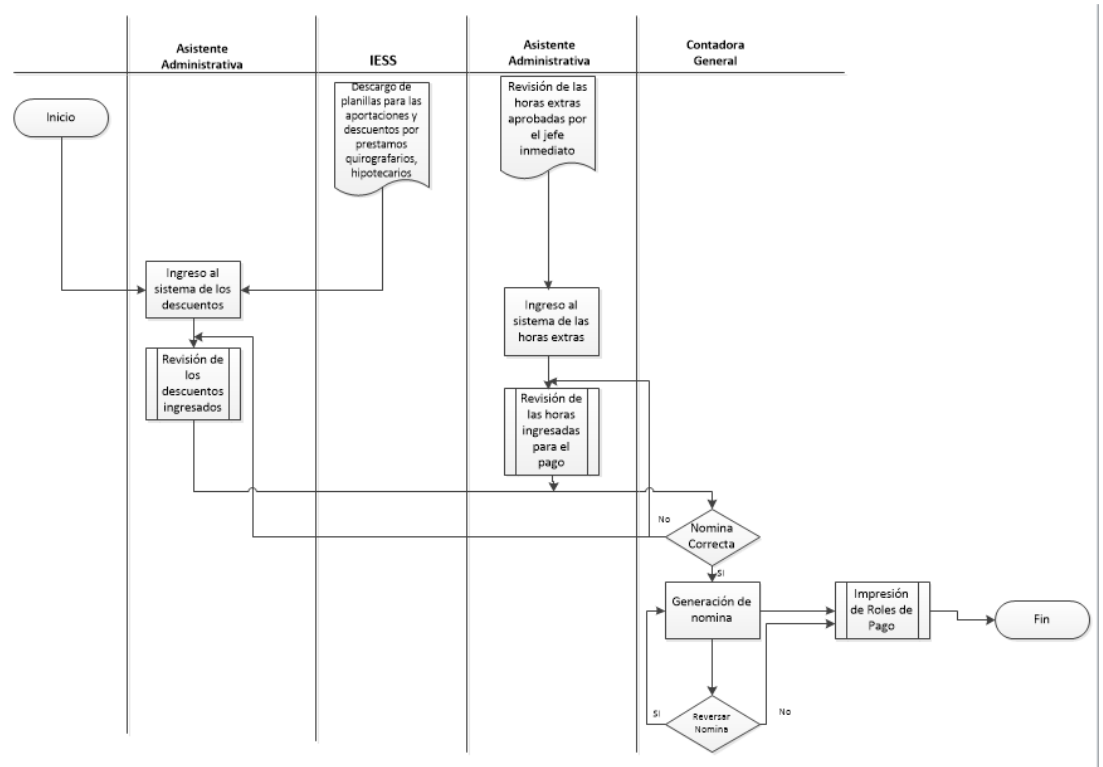 Asistente
Administrativa
IESS
Asistente
Administrativa
Contadora
General
Inicio
Descargo de
planillas para las
aportaciones y
descuentos por
prestamos
quirografarios,
hipotecarios
Revisión de las
horas extras
aprobadas por
el jefe
inmediato
Ingreso al
sistema de los
descuentos
Ingreso al
sistema de las
horas extras
Revisión de
los
descuentos
ingresados
Revisión de
las horas
ingresadas
para el
pago
No
Nomina
Correcta
SI
Generación de
nomina
Impresión
de Roles de
Pago
Fin
SI
Reversar
Nomina
No